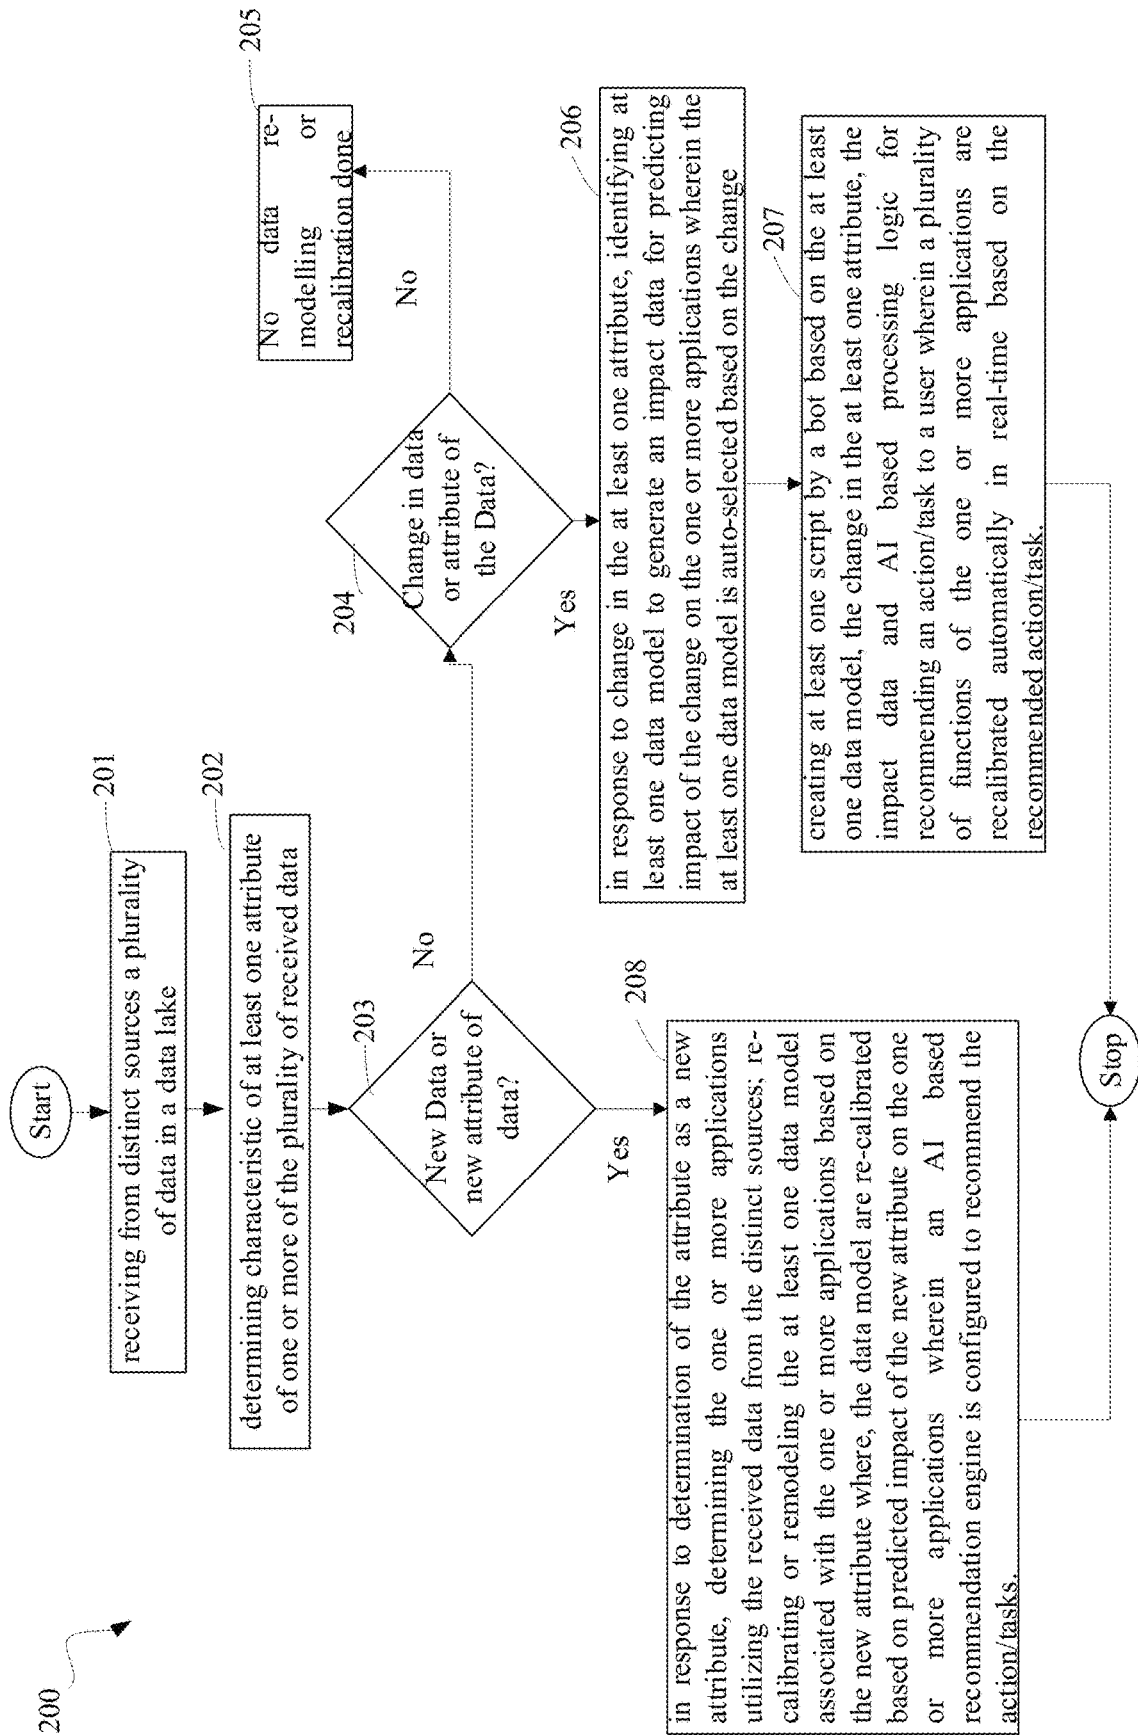 200
Start
201
receiving from distinct sources a plurality
of data in a data lake
202
determining characteristic of at least one attribute
of one or more of the plurality of received data
203
New Data or
new attribute of
data?
No
Yes
204
Change in data
or attribute of
the Data?
No
Yes
205
No data re-
modelling or
recalibration done
206
in response to change in the at least one attribute, identifying at
least one data model to generate an impact data for predicting
impact of the change on the one or more applications wherein the
at least one data model is auto-selected based on the change
207
creating at least one script by a bot based on the at least
one data model, the change in the at least one attribute, the
impact data and AI based processing logic for
recommending an action/task to a user wherein a plurality
of functions of the one or more applications are
recalibrated automatically in real-time based on the
recommended action/task.
208
in response to determination of the attribute as a new
attribute, determining the one or more applications
utilizing the received data from the distinct sources; re-
calibrating or remodeling the at least one data model
associated with the one or more applications based on
the new attribute where, the data model are re-calibrated
based on predicted impact of the new attribute on the one
or more applications wherein an AI based
recommendation engine is configured to recommend the
action/tasks.
Stop